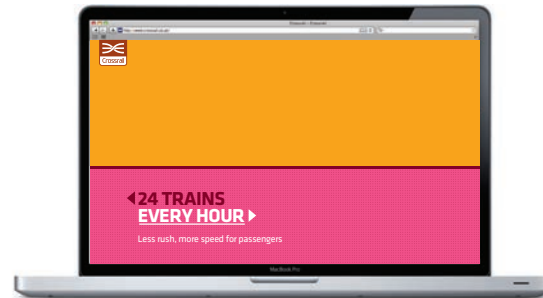 Crossrail
24 TRAINS
EVERY HOUR
Less rush, more speed for passengers
MacBook Pro